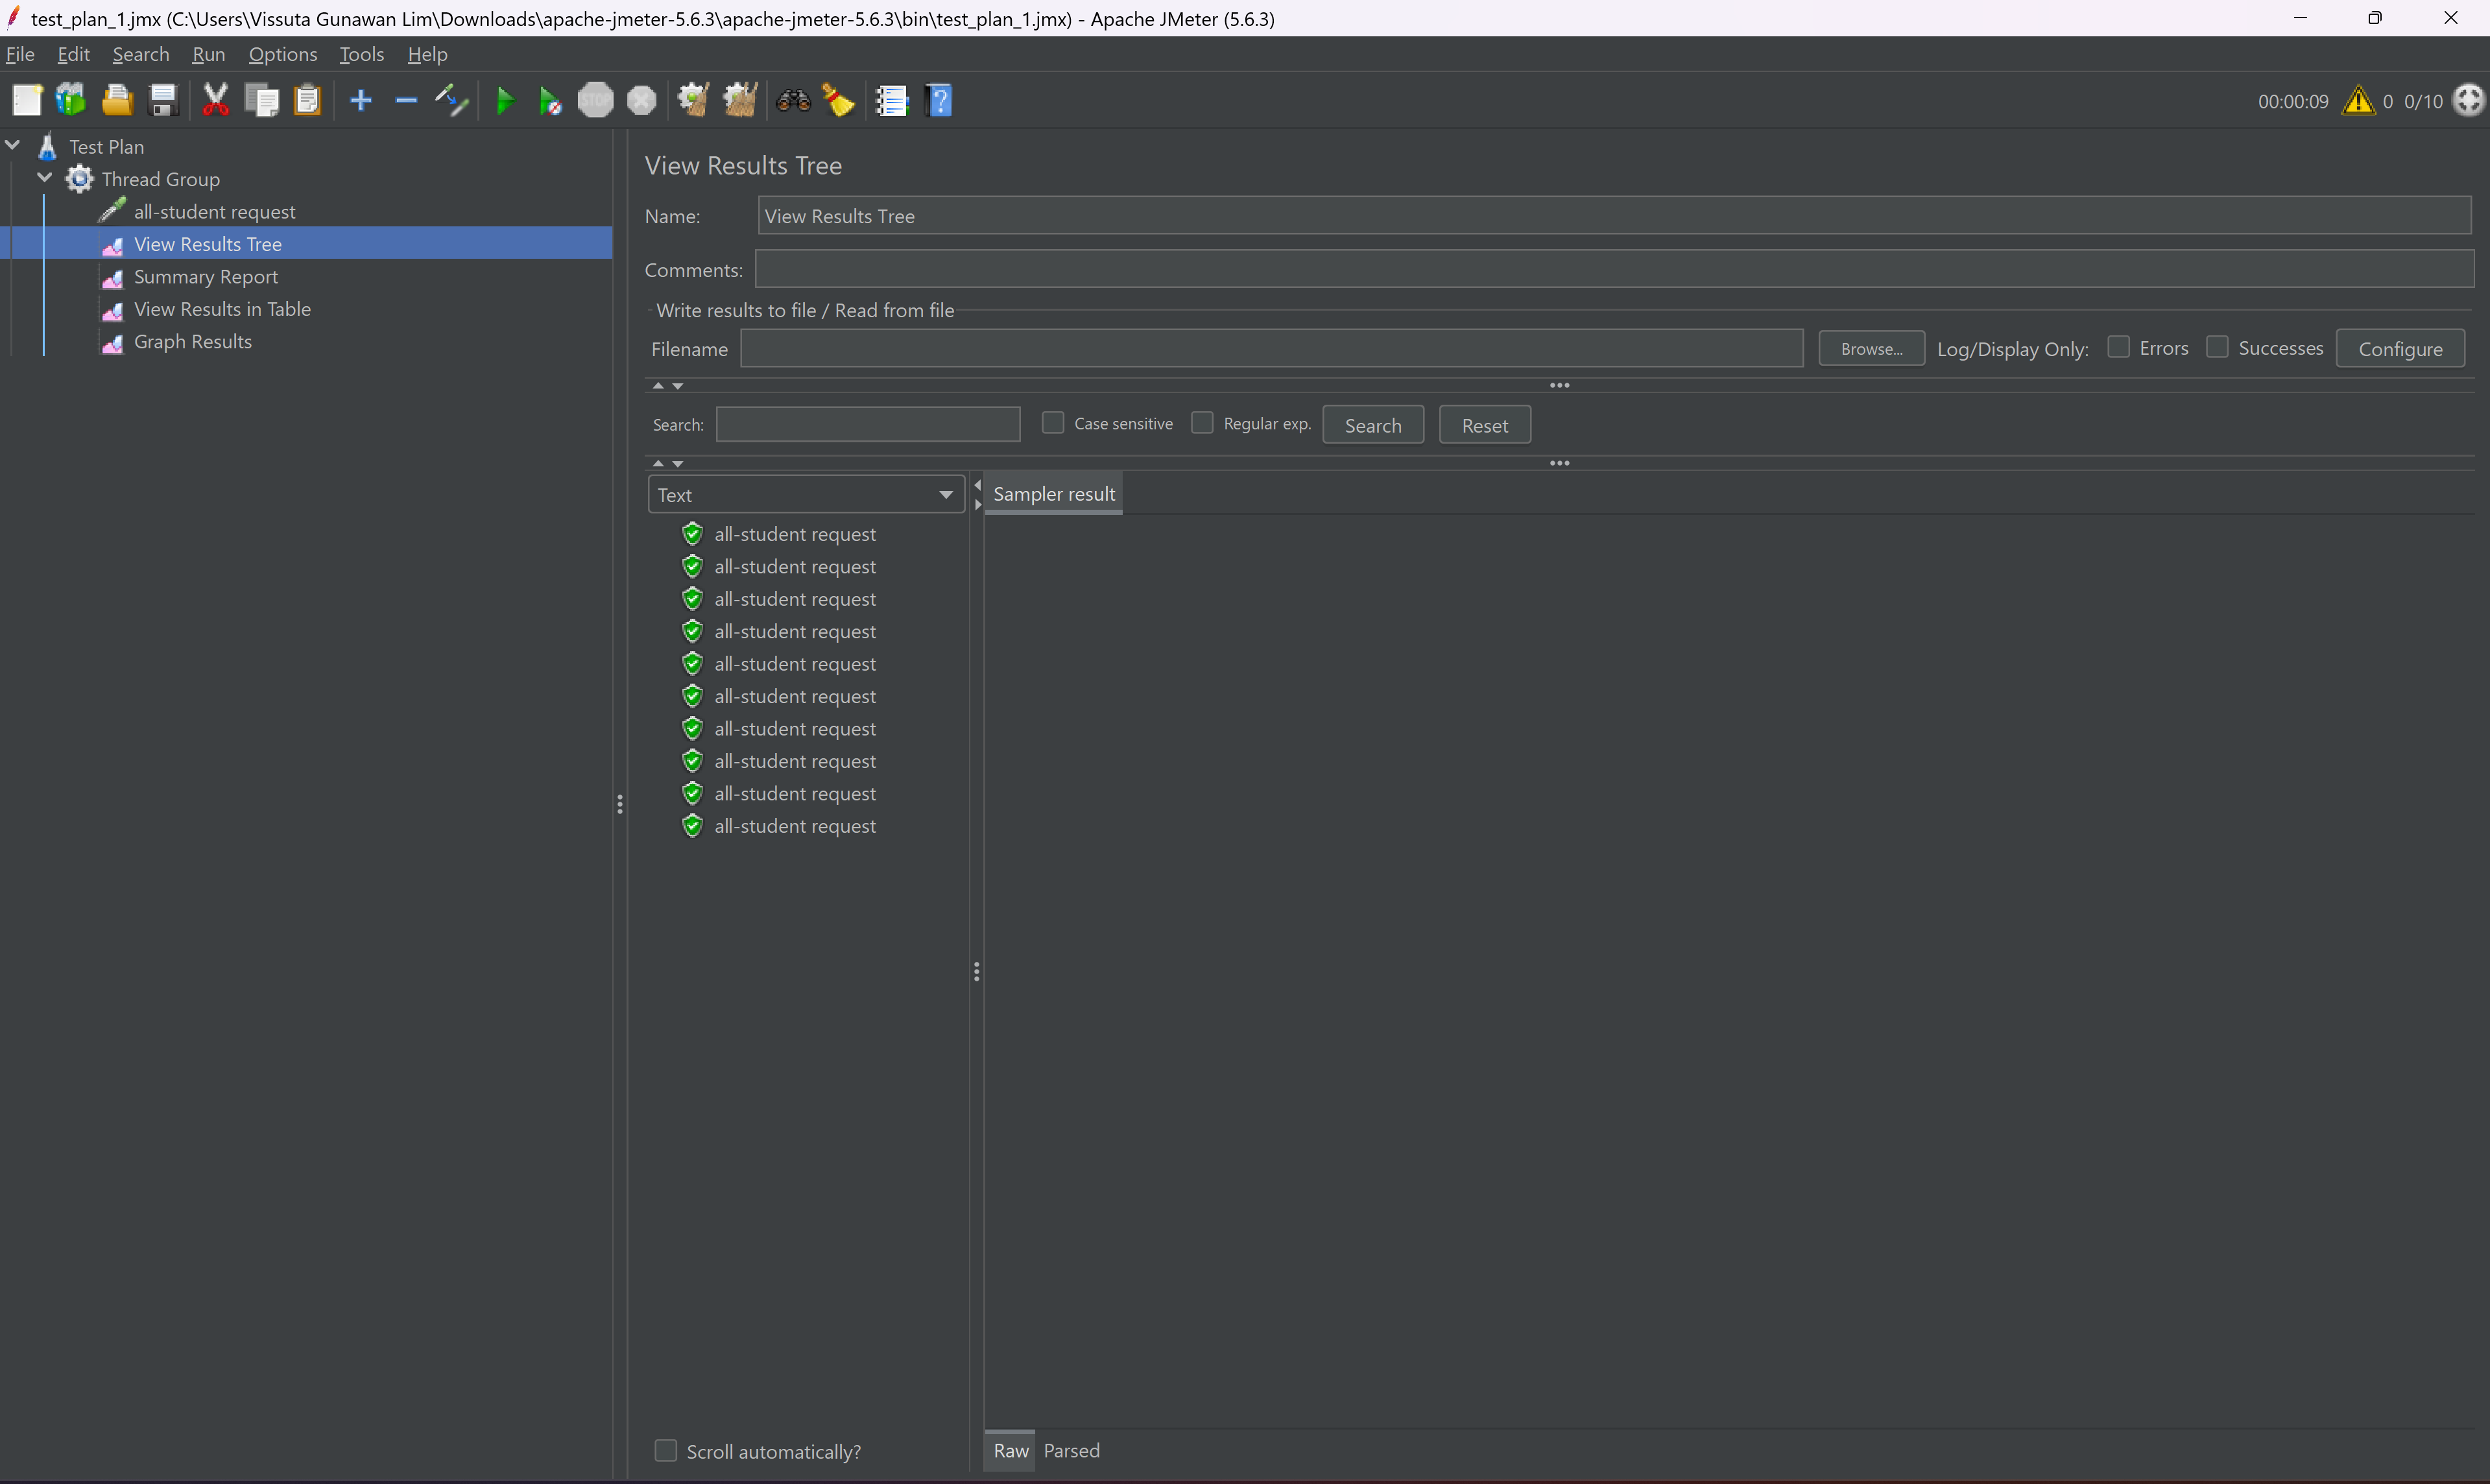 test_plan_1.jmx (C:\Users\Vissuta Gunawan Lim\Downloads\apache-jmeter-5.6.3\apache-jmeter-5.6.3\bin\test_plan_1.jmx) - Apache JMeter (5.6.3)
File Edit Search Run Options Tools Help
STOP
00:00:09 0 0/10
Test Plan
Thread Group
all-student request
View Results Tree
Summary Report
View Results in Table
Graph Results
View Results Tree
Name: View Results Tree
Comments:
Write results to file / Read from file
Filename Browse... Log/Display Only: Errors Successes Configure
Search: Case sensitive Regular exp. Search Reset
Text
Sampler result
all-student request
all-student request
all-student request
all-student request
all-student request
all-student request
all-student request
all-student request
all-student request
all-student request
Scroll automatically?
Raw Parsed